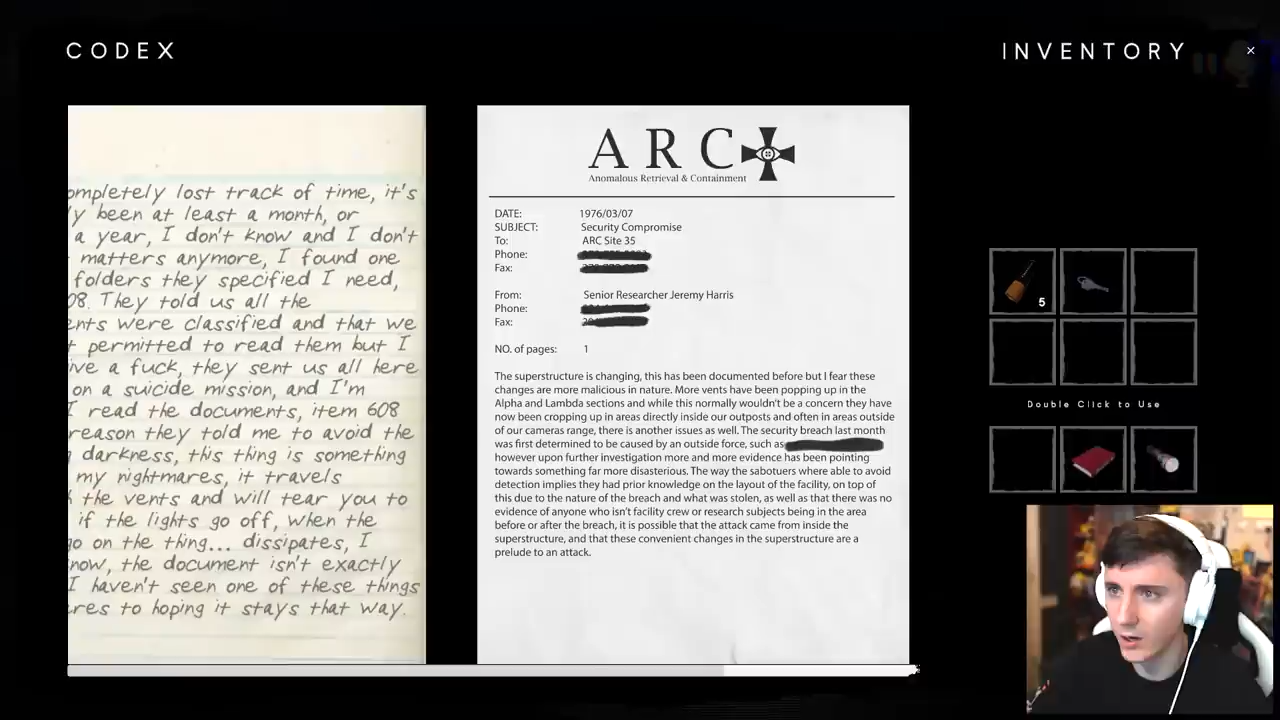 CODEX
INVENTORY
×
ompletely lost track of time, it's
y been at least a month, or
a year, I don't know and I don't
matters anymore, I found one
folders they specified I need,
08. They told us all the
ents were classified and that we
t permitted to read them but I
ive a fuck, they sent us all here
on a suicide mission, and I'm
I read the documents, item 608
reason they told me to avoid the
darkness, this thing is something
my nightmares, it travels
the vents and will tear you to
if the lights go off, when the
go on the thing... dissipates, I
now, the document isn't exactly
I haven't seen one of these things
res to hoping it stays that way.
ARC
Anomalous Retrieval & Containment
DATE: 1976/03/07
SUBJECT: Security Compromise
To: ARC Site 35
Phone:
Fax:
From: Senior Researcher Jeremy Harris
Phone:
Fax:
NO. of pages: 1
The superstructure is changing, this has been documented before but I fear these
changes are more malicious in nature. More vents have been popping up in the
Alpha and Lambda sections and while this normally wouldn't be a concern they have
now been cropping up in areas directly inside our outposts and often in areas outside
of our cameras range, there is another issues as well. The security breach last month
was first determined to be caused by an outside force, such as
however upon further investigation more and more evidence has been pointing
towards something far more disasterious. The way the sabotuers where able to avoid
detection implies they had prior knowledge on the layout of the facility, on top of
this due to the nature of the breach and what was stolen, as well as that there was no
evidence of anyone who isn't facility crew or research subjects being in the area
before or after the breach, it is possible that the attack came from inside the
superstructure, and that these convenient changes in the superstructure are a
prelude to an attack.
5
Double Click to Use